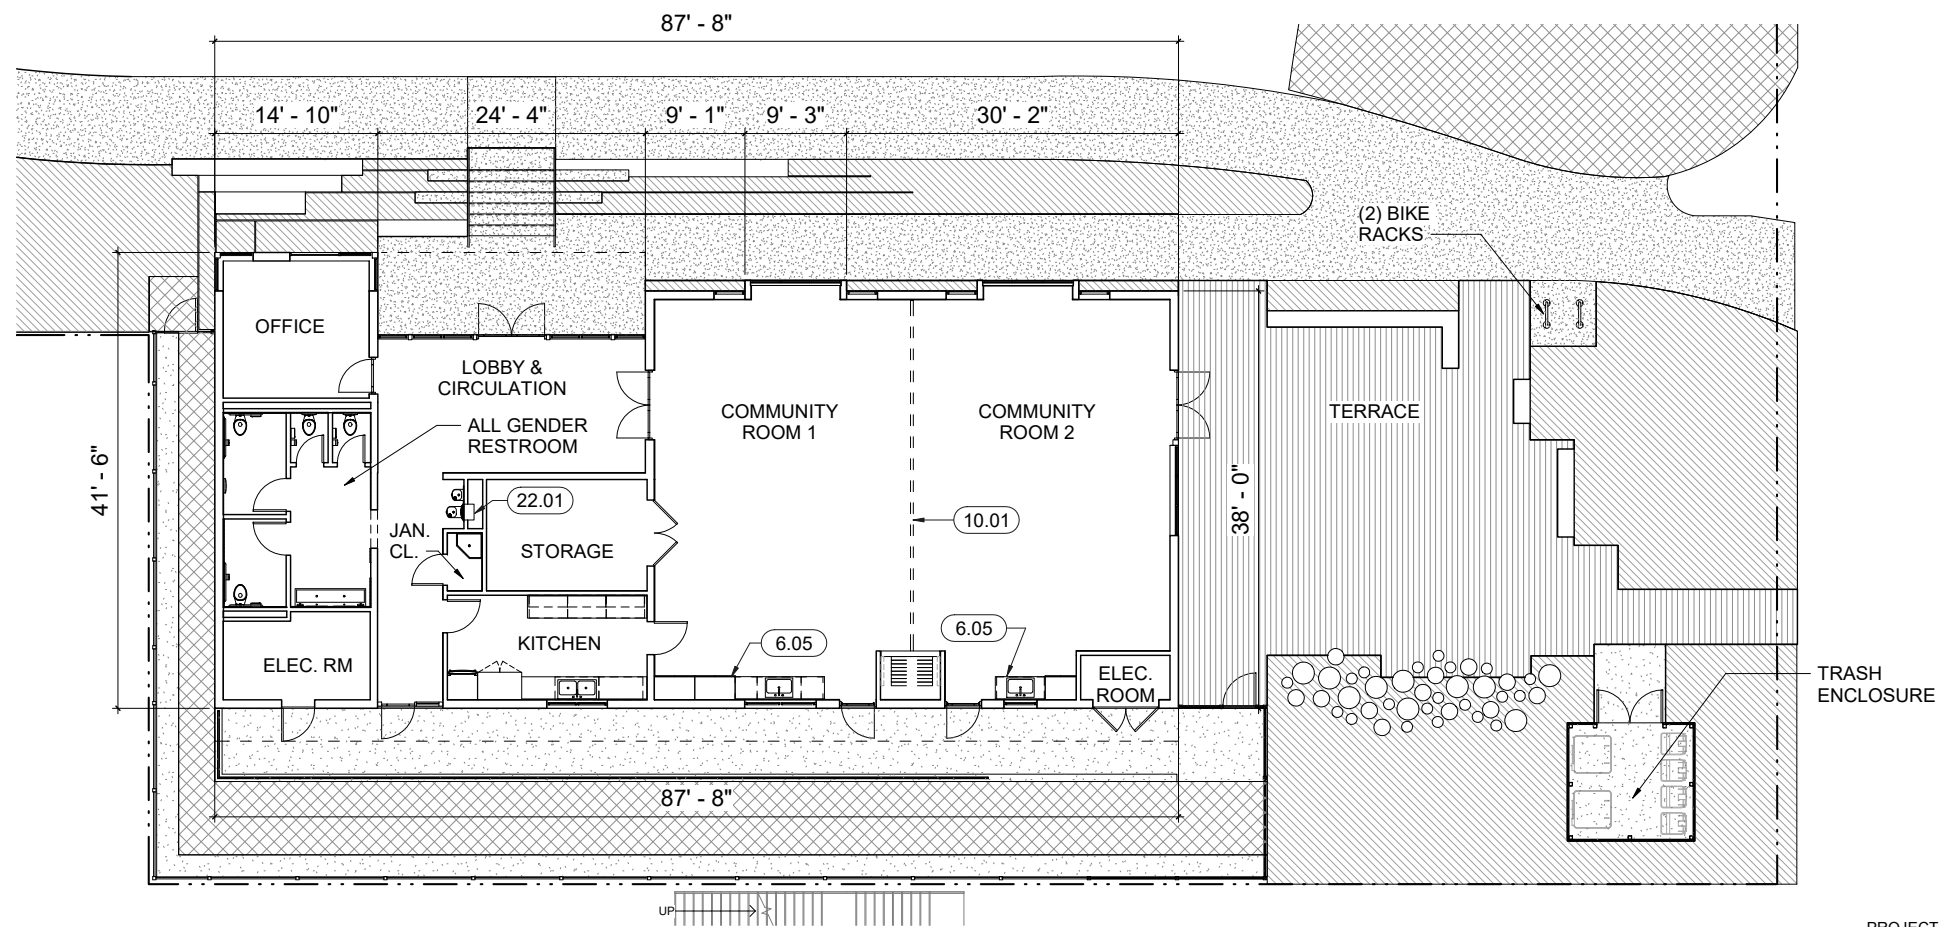 87' - 8"
14' - 10"
24' - 4"
9' - 1"
9' - 3"
30' - 2"
(2) BIKE
RACKS
OFFICE
LOBBY &
CIRCULATION
COMMUNITY
ROOM 1
COMMUNITY
ROOM 2
TERRACE
ALL GENDER
RESTROOM
41' - 6"
38' - 0"
22.01
10.01
JAN.
CL.
STORAGE
KITCHEN
6.05
6.05
ELEC. RM
ELEC.
ROOM
TRASH
ENCLOSURE
87' - 8"
UP
PROJECT